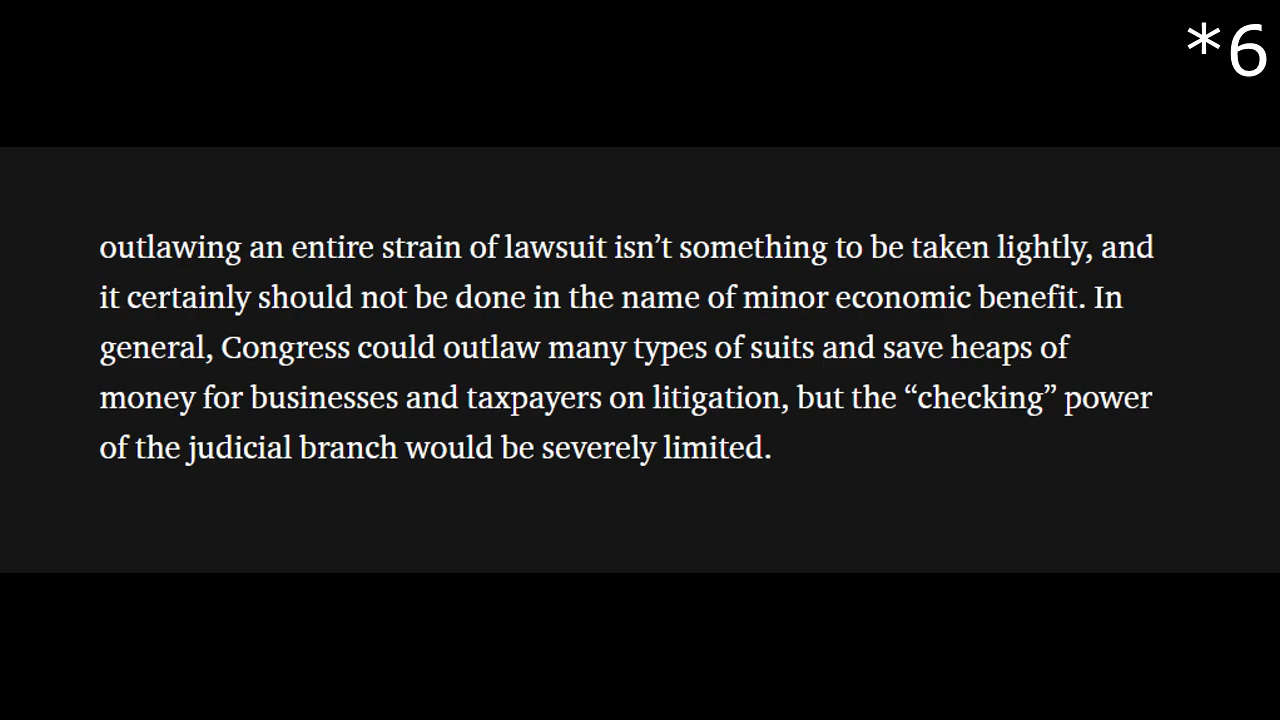 *6
outlawing an entire strain of lawsuit isn’t something to be taken lightly, and
it certainly should not be done in the name of minor economic benefit. In
general, Congress could outlaw many types of suits and save heaps of
money for businesses and taxpayers on litigation, but the “checking” power
of the judicial branch would be severely limited.